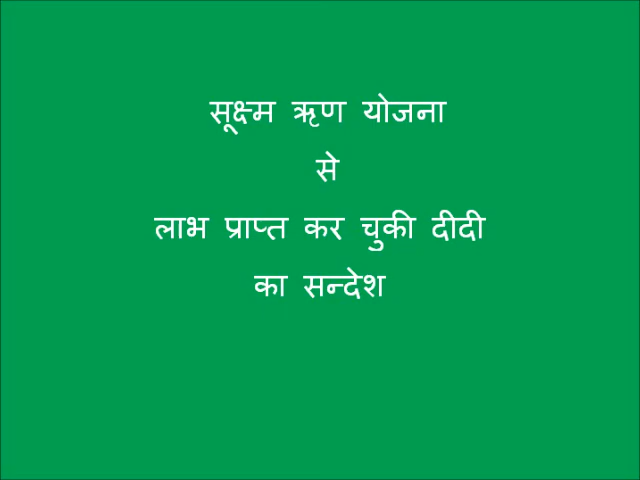 सूक्ष्म ऋण योजना
से
लाभ प्राप्त कर चुकी दीदी
का सन्देश